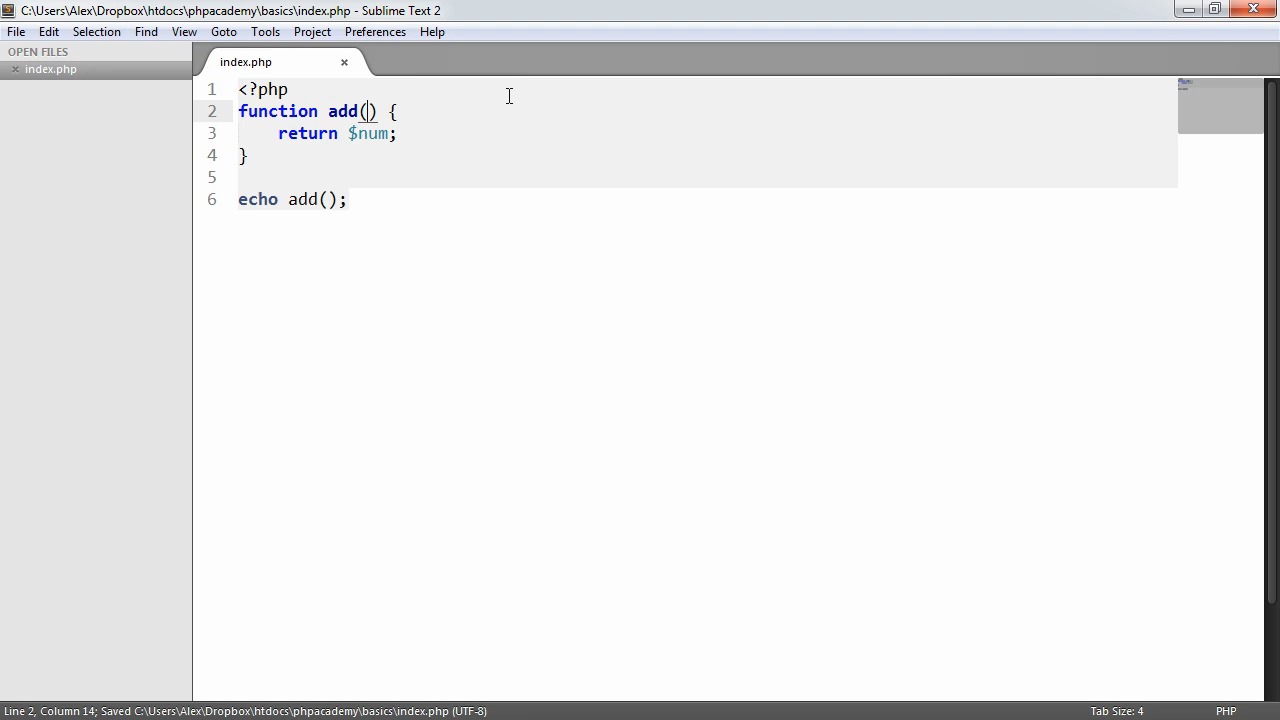 C:\Users\Alex\Dropbox\htdocs\phpacademy\basics\index.php - Sublime Text 2
File Edit Selection Find View Goto Tools Project Preferences Help
OPEN FILES
index.php
index.php
1 <?php
2 function add() {
3 return $num;
4 }
5
6 echo add();
Line 2, Column 14; Saved C:\Users\Alex\Dropbox\htdocs\phpacademy\basics\index.php (UTF-8) Tab Size: 4 PHP